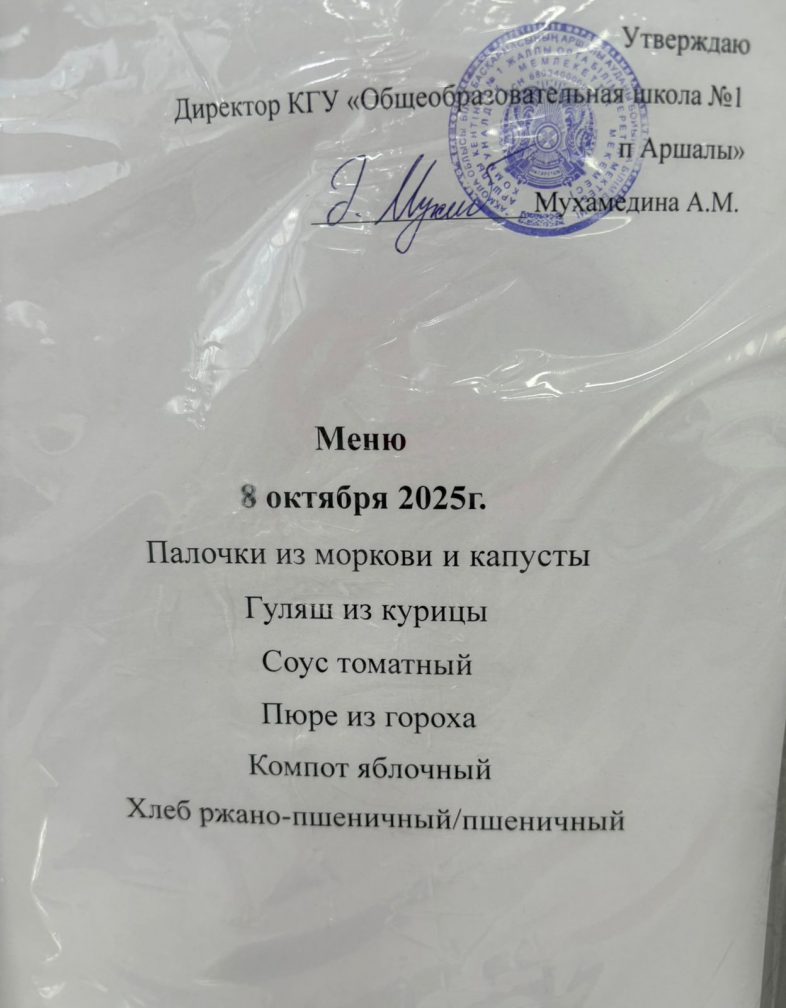 Утверждаю
Директор КГУ «Общеобразовательная школа №1
п Аршалы»
Мухамедина А.М.
Меню
8 октября 2025г.
Палочки из моркови и капусты
Гуляш из курицы
Соус томатный
Пюре из гороха
Компот яблочный
Хлеб ржано-пшеничный/пшеничный